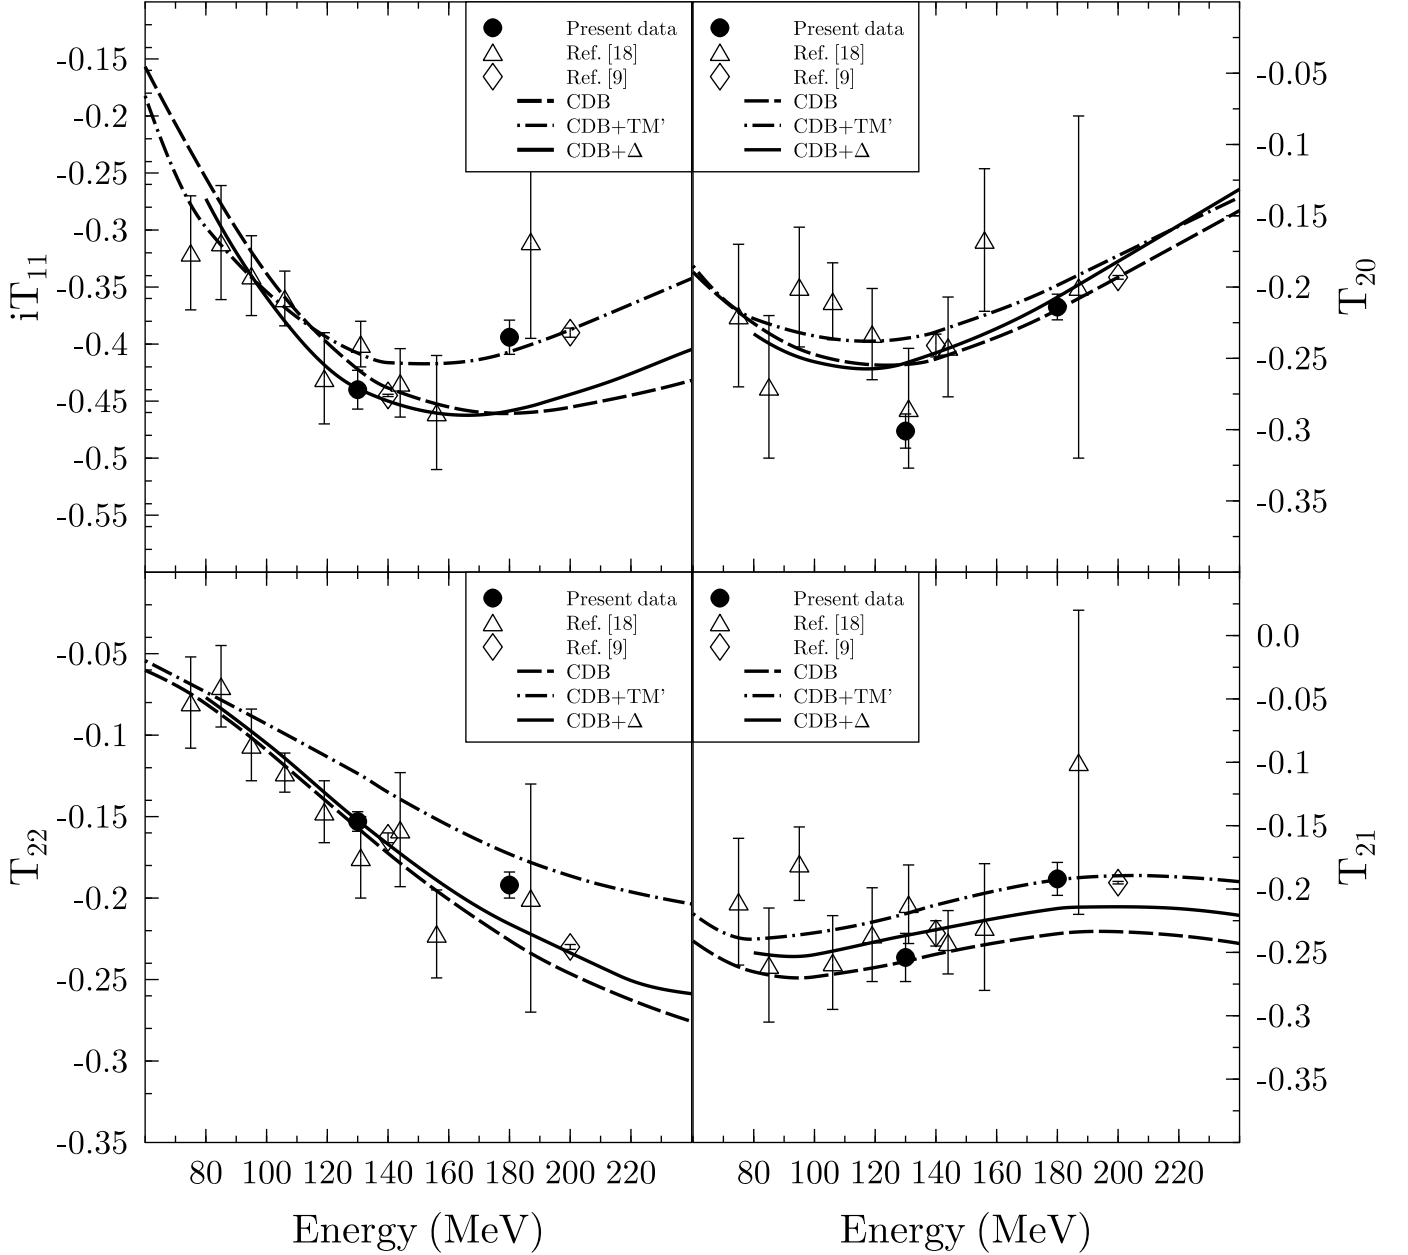 Present data
Ref. [18]
Ref. [9]
CDB
CDB+TM'
CDB+Δ
Present data
Ref. [18]
Ref. [9]
CDB
CDB+TM'
CDB+Δ
-0.15
-0.2
-0.25
-0.3
-0.35
-0.4
-0.45
-0.5
-0.55
iT11
-0.05
-0.1
-0.15
-0.2
-0.25
-0.3
-0.35
T20
Present data
Ref. [18]
Ref. [9]
CDB
CDB+TM'
CDB+Δ
Present data
Ref. [18]
Ref. [9]
CDB
CDB+TM'
CDB+Δ
-0.05
-0.1
-0.15
-0.2
-0.25
-0.3
-0.35
T22
0.0
-0.05
-0.1
-0.15
-0.2
-0.25
-0.3
-0.35
T21
80 100 120 140 160 180 200 220
80 100 120 140 160 180 200 220
Energy (MeV)
Energy (MeV)